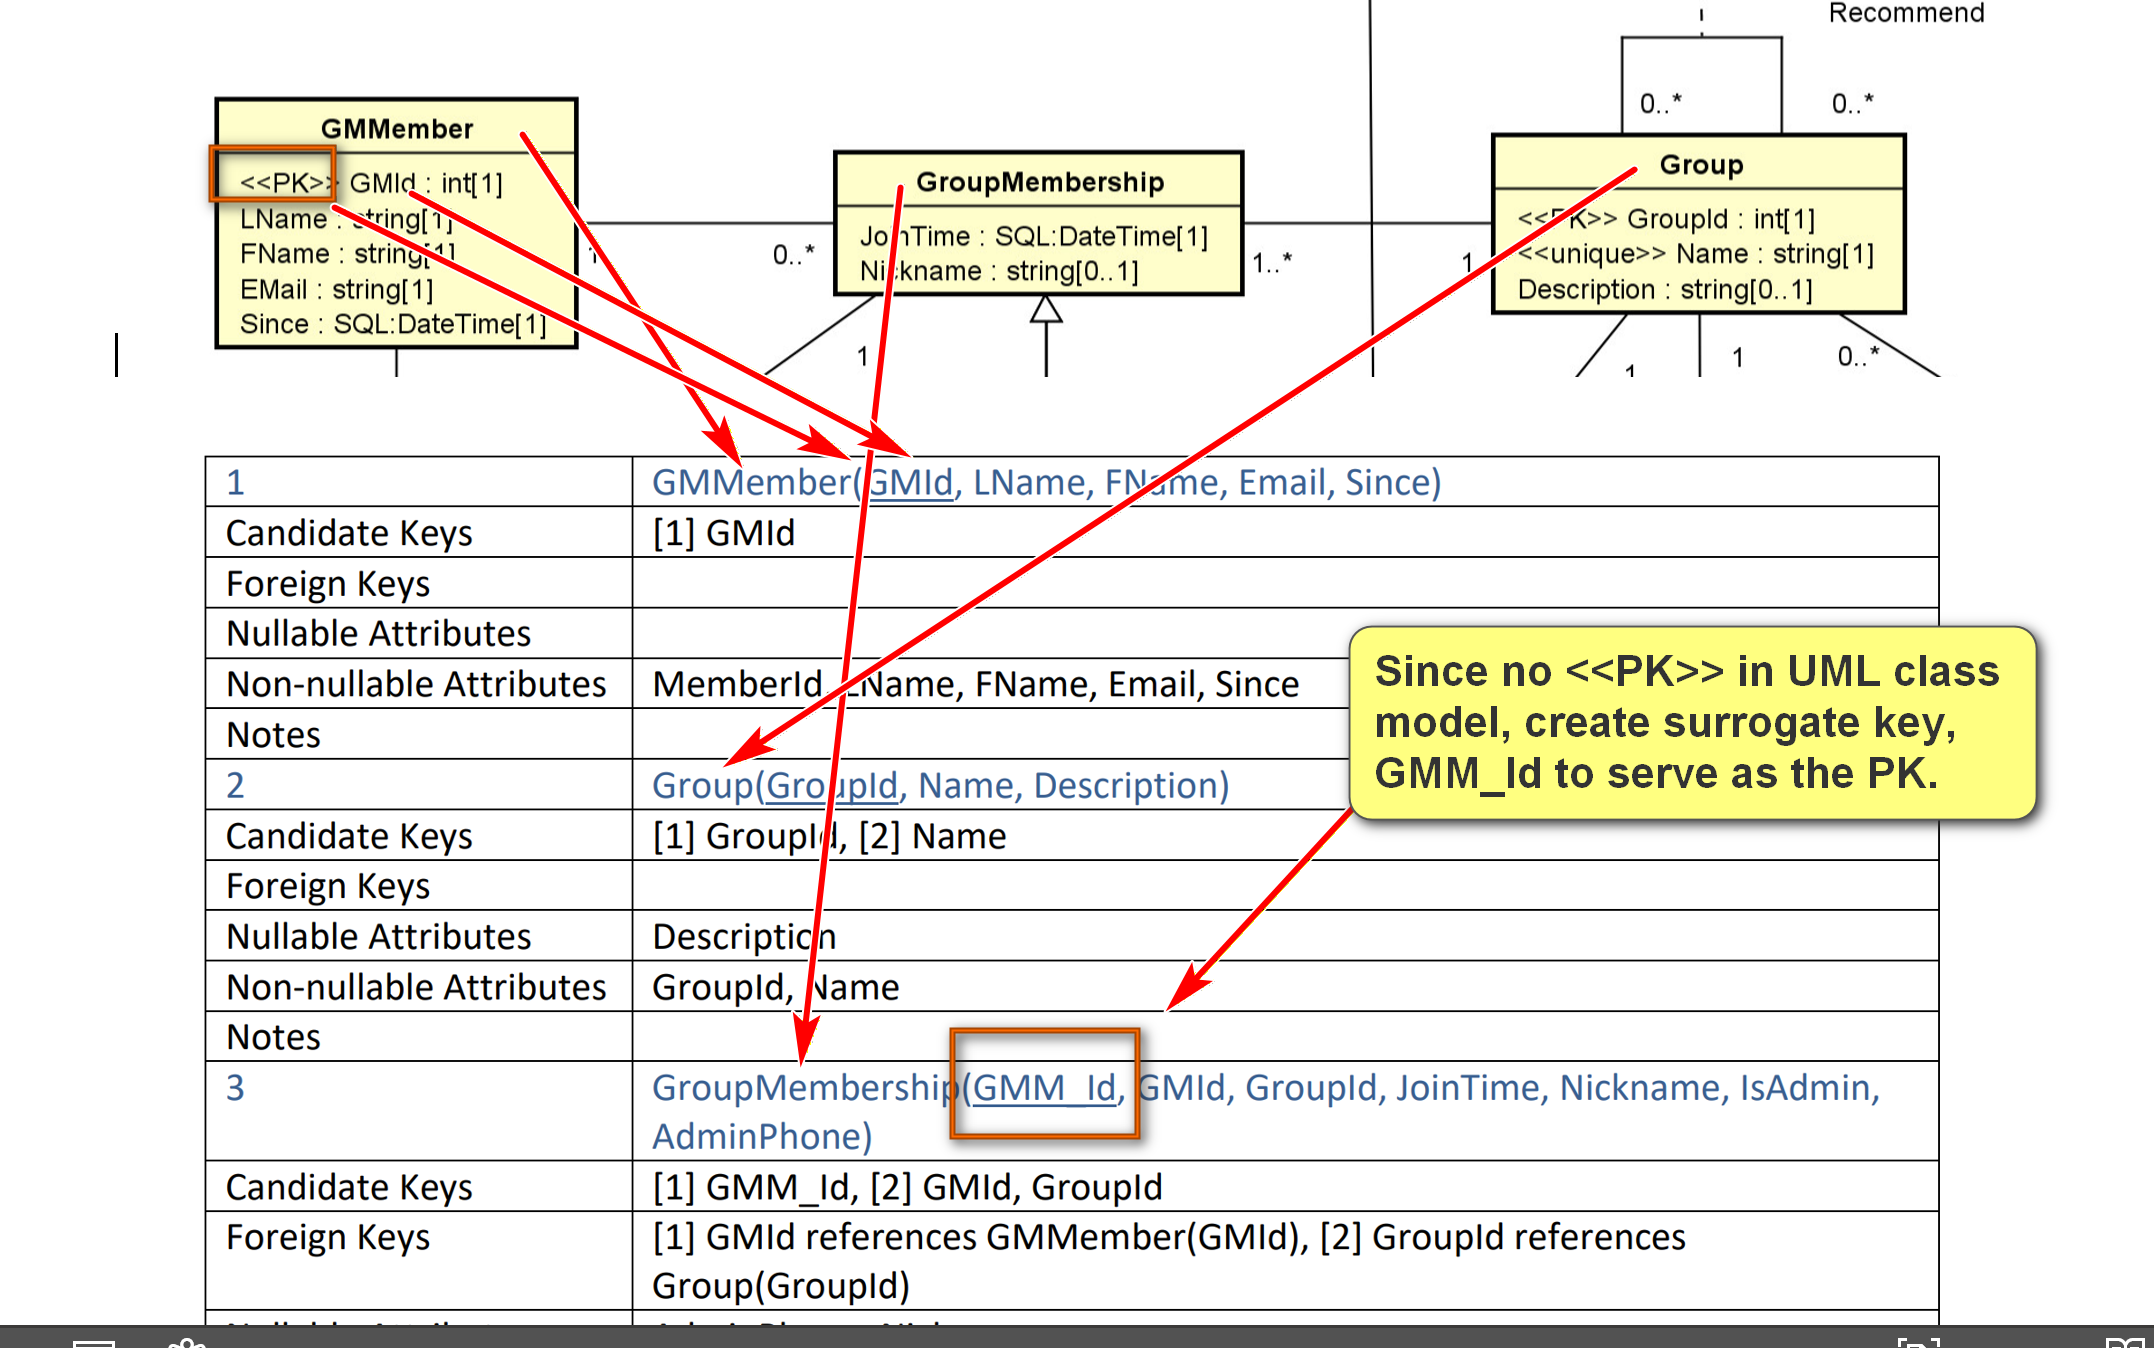 Recommend
0..*
0..*
GMMember
<<PK>> GMId : int[1]
LName : string[1]
FName : string[1]
EMail : string[1]
Since : SQL:DateTime[1]
1
0..*
GroupMembership
JoinTime : SQL:DateTime[1]
Nickname : string[0..1]
1..*
1
Group
<<PK>> GroupId : int[1]
<<unique>> Name : string[1]
Description : string[0..1]
1
1
1
0..*
1
GMMember(GMId, LName, FName, Email, Since)
Candidate Keys
[1] GMId
Foreign Keys
Nullable Attributes
Non-nullable Attributes
MemberId, LName, FName, Email, Since
Notes
Since no <<PK>> in UML class
model, create surrogate key,
GMM_Id to serve as the PK.
2
Group(GroupId, Name, Description)
Candidate Keys
[1] GroupId, [2] Name
Foreign Keys
Nullable Attributes
Description
Non-nullable Attributes
GroupId, Name
Notes
3
GroupMembership(GMM_Id, GMId, GroupId, JoinTime, Nickname, IsAdmin,
AdminPhone)
Candidate Keys
[1] GMM_Id, [2] GMId, GroupId
Foreign Keys
[1] GMId references GMMember(GMId), [2] GroupId references
Group(GroupId)